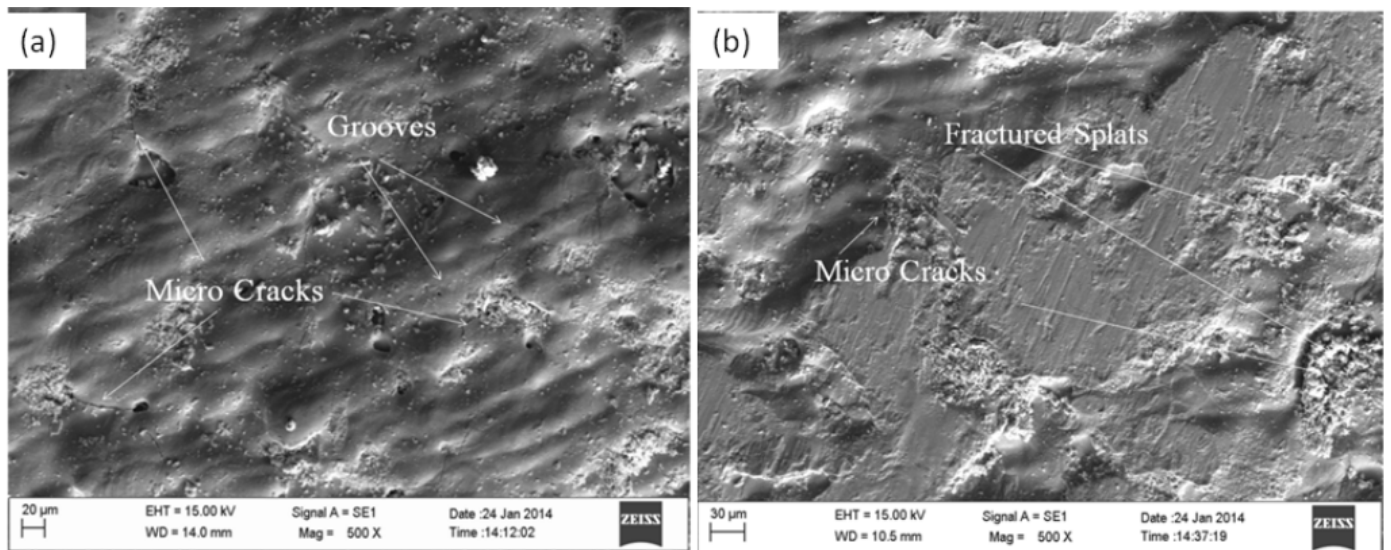 (a)
Grooves
Micro Cracks
20 µm
EHT = 15.00 kV
Signal A = SE1
Date :24 Jan 2014
WD = 14.0 mm
Mag = 500 X
Time :14:12:02
ZEISS
(b)
Fractured Splats
Micro Cracks
30 µm
EHT = 15.00 kV
Signal A = SE1
Date :24 Jan 2014
WD = 10.5 mm
Mag = 500 X
Time :14:37:19
ZEISS